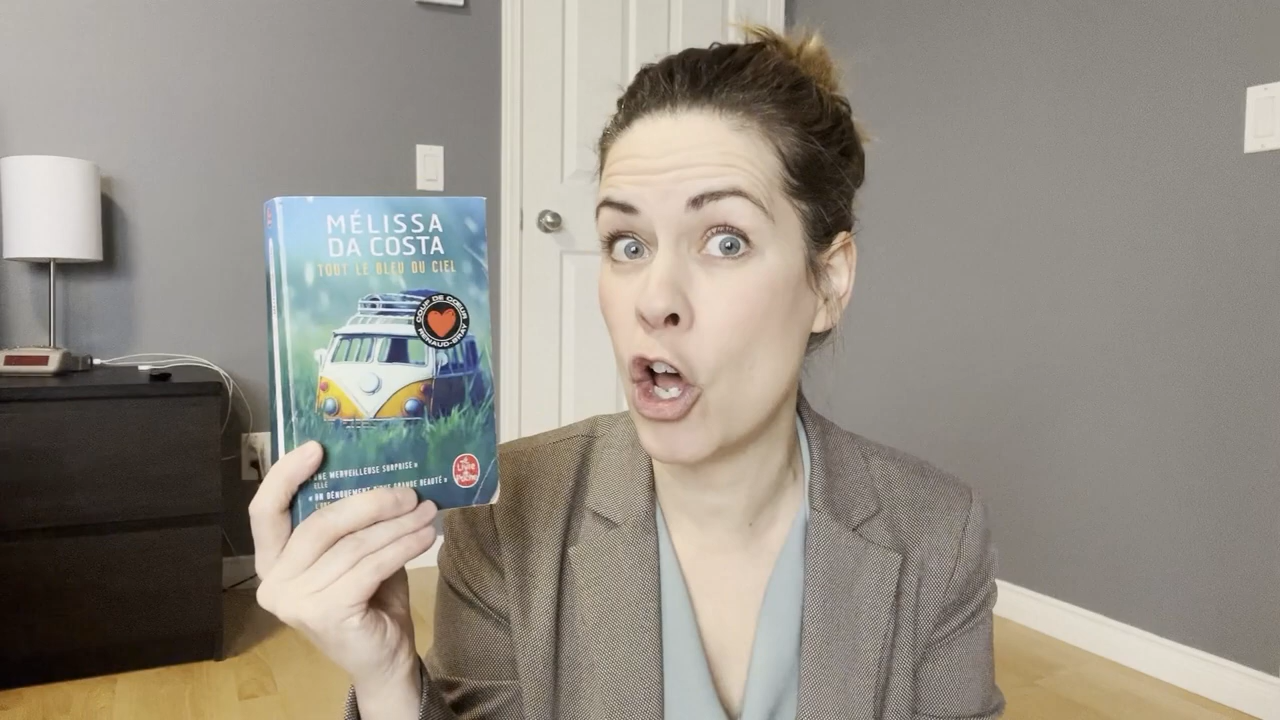 MÉLISSA
DA COSTA
TOUT LE BLEU DU CIEL
COUP DE CŒUR
RENAUD-BRAY
UNE MERVEILLEUSE SURPRISE »
ELLE
« UN DÉNOUEMENT D'UNE GRANDE BEAUTÉ »
Le
Livre
de
Poche